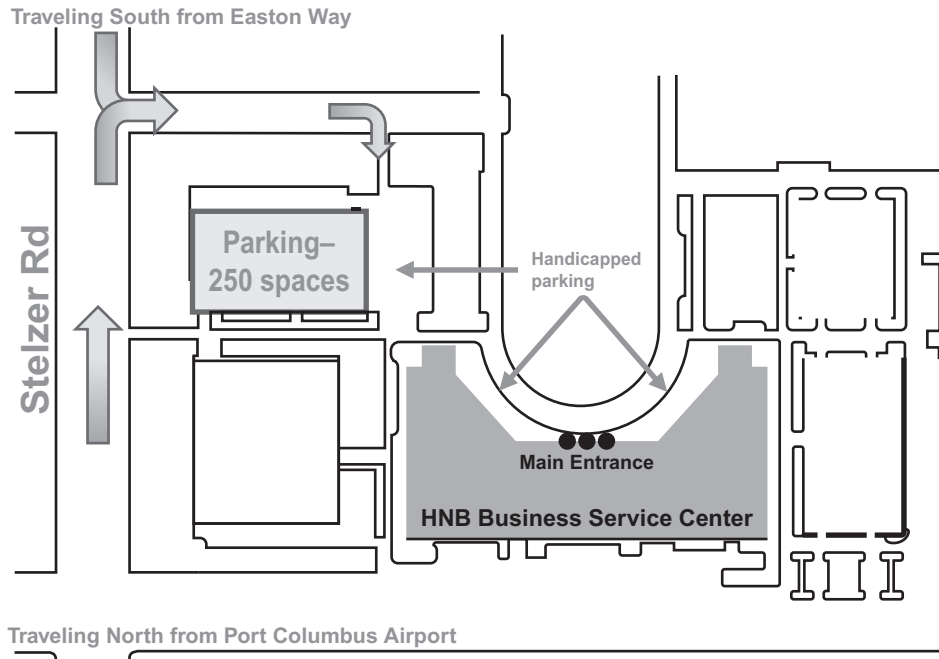 Traveling South from Easton Way
Stelzer Rd
Parking–
250 spaces
Handicapped
parking
Main Entrance
HNB Business Service Center
Traveling North from Port Columbus Airport